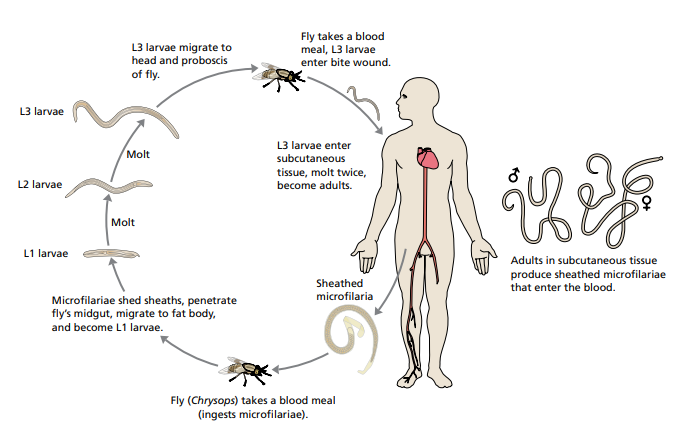 Fly takes a blood
meal, L3 larvae
enter bite wound.
L3 larvae migrate to
head and proboscis
of fly.
L3 larvae
Molt
L2 larvae
Molt
L1 larvae
L3 larvae enter
subcutaneous
tissue, molt twice,
become adults.
♂
♀
Adults in subcutaneous tissue
produce sheathed microfilariae
that enter the blood.
Sheathed
microfilaria
Microfilariae shed sheaths, penetrate
fly’s midgut, migrate to fat body,
and become L1 larvae.
Fly (Chrysops) takes a blood meal
(ingests microfilariae).